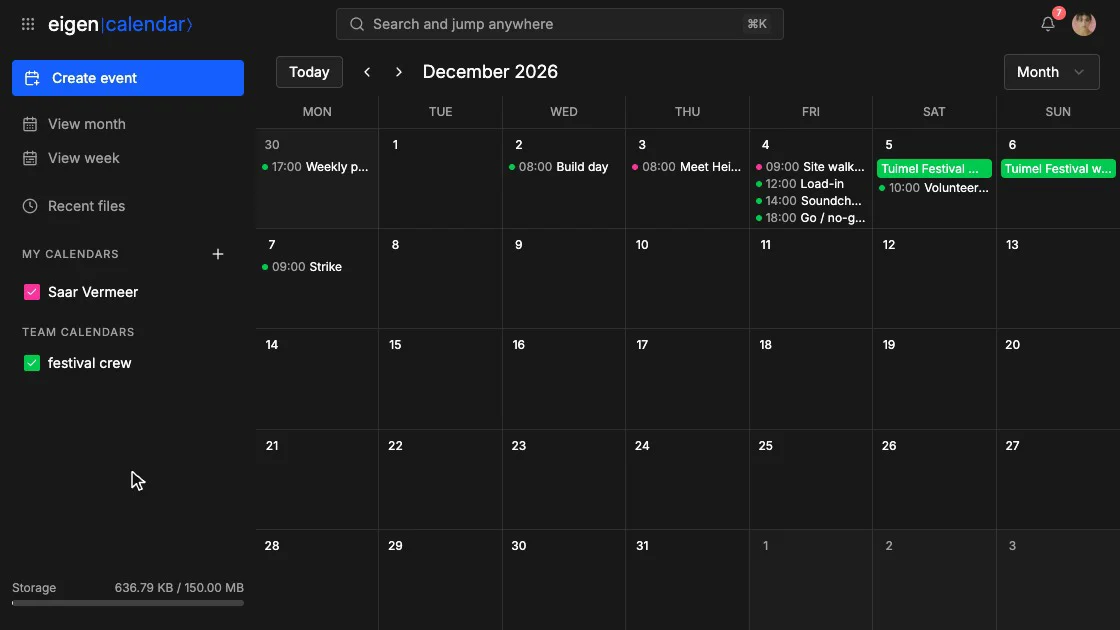 eigen|calendar⟩
Search and jump anywhere
⌘K
7
Create event
View month
View week
Recent files
MY CALENDARS
Saar Vermeer
TEAM CALENDARS
festival crew
Storage
636.79 KB / 150.00 MB
Today
December 2026
Month
MON TUE WED THU FRI SAT SUN
30 1 2 3 4 5 6
17:00 Weekly p...
08:00 Build day
08:00 Meet Hei...
09:00 Site walk...
12:00 Load-in
14:00 Soundch...
18:00 Go / no-g...
Tuimel Festival ...
10:00 Volunteer...
Tuimel Festival w...
7 8 9 10 11 12 13
09:00 Strike
14 15 16 17 18 19 20
21 22 23 24 25 26 27
28 29 30 31 1 2 3